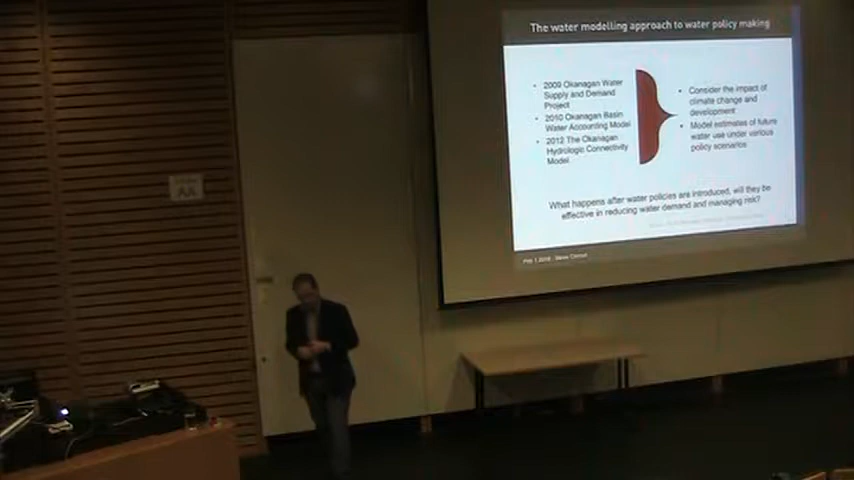 The water modelling approach to water policy making
• 2009 Okanagan Water
Supply and Demand
Project
• 2010 Okanagan Basin
Water Accounting Model
• 2012 The Okanagan
Hydrologic Connectivity
Model
• Consider the impact of
climate change and
development
• Model estimates of future
water use under various
policy scenarios
What happens after water policies are introduced, will they be
effective in reducing water demand and managing risk?
AA